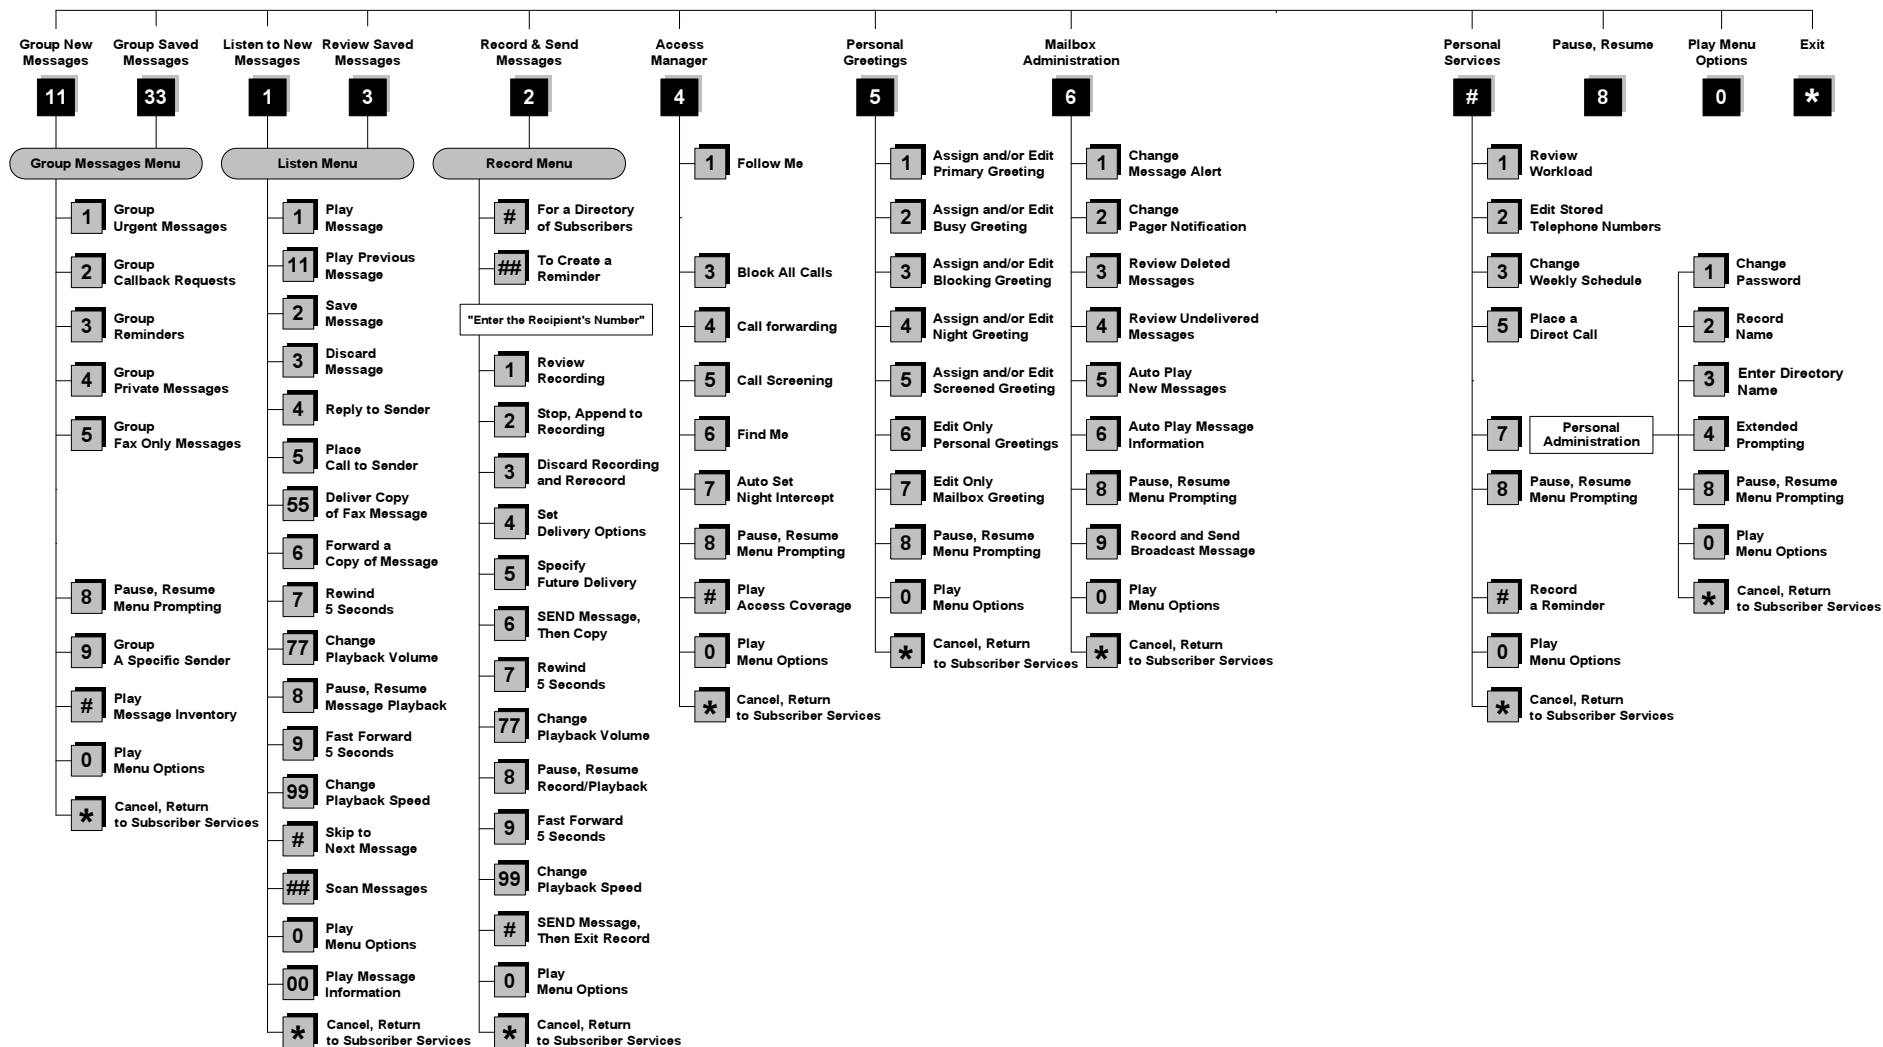 Group New
Messages
11
Group Saved
Messages
33
Listen to New
Messages
1
Review Saved
Messages
3
Record & Send
Messages
2
Access
Manager
4
Personal
Greetings
5
Mailbox
Administration
6
Personal
Services
#
Pause, Resume
8
Play Menu
Options
0
Exit
*
Group Messages Menu
1
Group
Urgent Messages
2
Group
Callback Requests
3
Group
Reminders
4
Group
Private Messages
5
Group
Fax Only Messages
8
Pause, Resume
Menu Prompting
9
Group
A Specific Sender
#
Play
Message Inventory
0
Play
Menu Options
*
Cancel, Return
to Subscriber Services
Listen Menu
1
Play
Message
11
Play Previous
Message
2
Save
Message
3
Discard
Message
4
Reply to Sender
5
Place
Call to Sender
55
Deliver Copy
of Fax Message
6
Forward a
Copy of Message
7
Rewind
5 Seconds
77
Change
Playback Volume
8
Pause, Resume
Message Playback
9
Fast Forward
5 Seconds
99
Change
Playback Speed
#
Skip to
Next Message
##
Scan Messages
0
Play
Menu Options
00
Play Message
Information
*
Cancel, Return
to Subscriber Services
Record Menu
#
For a Directory
of Subscribers
##
To Create a
Reminder
"Enter the Recipient's Number"
1
Review
Recording
2
Stop, Append to
Recording
3
Discard Recording
and Rerecord
4
Set
Delivery Options
5
Specify
Future Delivery
6
SEND Message,
Then Copy
7
Rewind
5 Seconds
77
Change
Playback Volume
8
Pause, Resume
Record/Playback
9
Fast Forward
5 Seconds
99
Change
Playback Speed
#
SEND Message,
Then Exit Record
0
Play
Menu Options
*
Cancel, Return
to Subscriber Services
1
Follow Me
3
Block All Calls
4
Call forwarding
5
Call Screening
6
Find Me
7
Auto Set
Night Intercept
8
Pause, Resume
Menu Prompting
#
Play
Access Coverage
0
Play
Menu Options
*
Cancel, Return
to Subscriber Services
1
Assign and/or Edit
Primary Greeting
2
Assign and/or Edit
Busy Greeting
3
Assign and/or Edit
Blocking Greeting
4
Assign and/or Edit
Night Greeting
5
Assign and/or Edit
Screened Greeting
6
Edit Only
Personal Greetings
7
Edit Only
Mailbox Greeting
8
Pause, Resume
Menu Prompting
0
Play
Menu Options
*
Cancel, Return
to Subscriber Services
1
Change
Message Alert
2
Change
Pager Notification
3
Review Deleted
Messages
4
Review Undelivered
Messages
5
Auto Play
New Messages
6
Auto Play Message
Information
8
Pause, Resume
Menu Prompting
9
Record and Send
Broadcast Message
0
Play
Menu Options
*
Cancel, Return
to Subscriber Services
1
Review
Workload
2
Edit Stored
Telephone Numbers
3
Change
Weekly Schedule
5
Place a
Direct Call
7
Personal
Administration
8
Pause, Resume
Menu Prompting
#
Record
a Reminder
0
Play
Menu Options
*
Cancel, Return
to Subscriber Services
1
Change
Password
2
Record
Name
3
Enter Directory
Name
4
Extended
Prompting
8
Pause, Resume
Menu Prompting
0
Play
Menu Options
*
Cancel, Return
to Subscriber Services